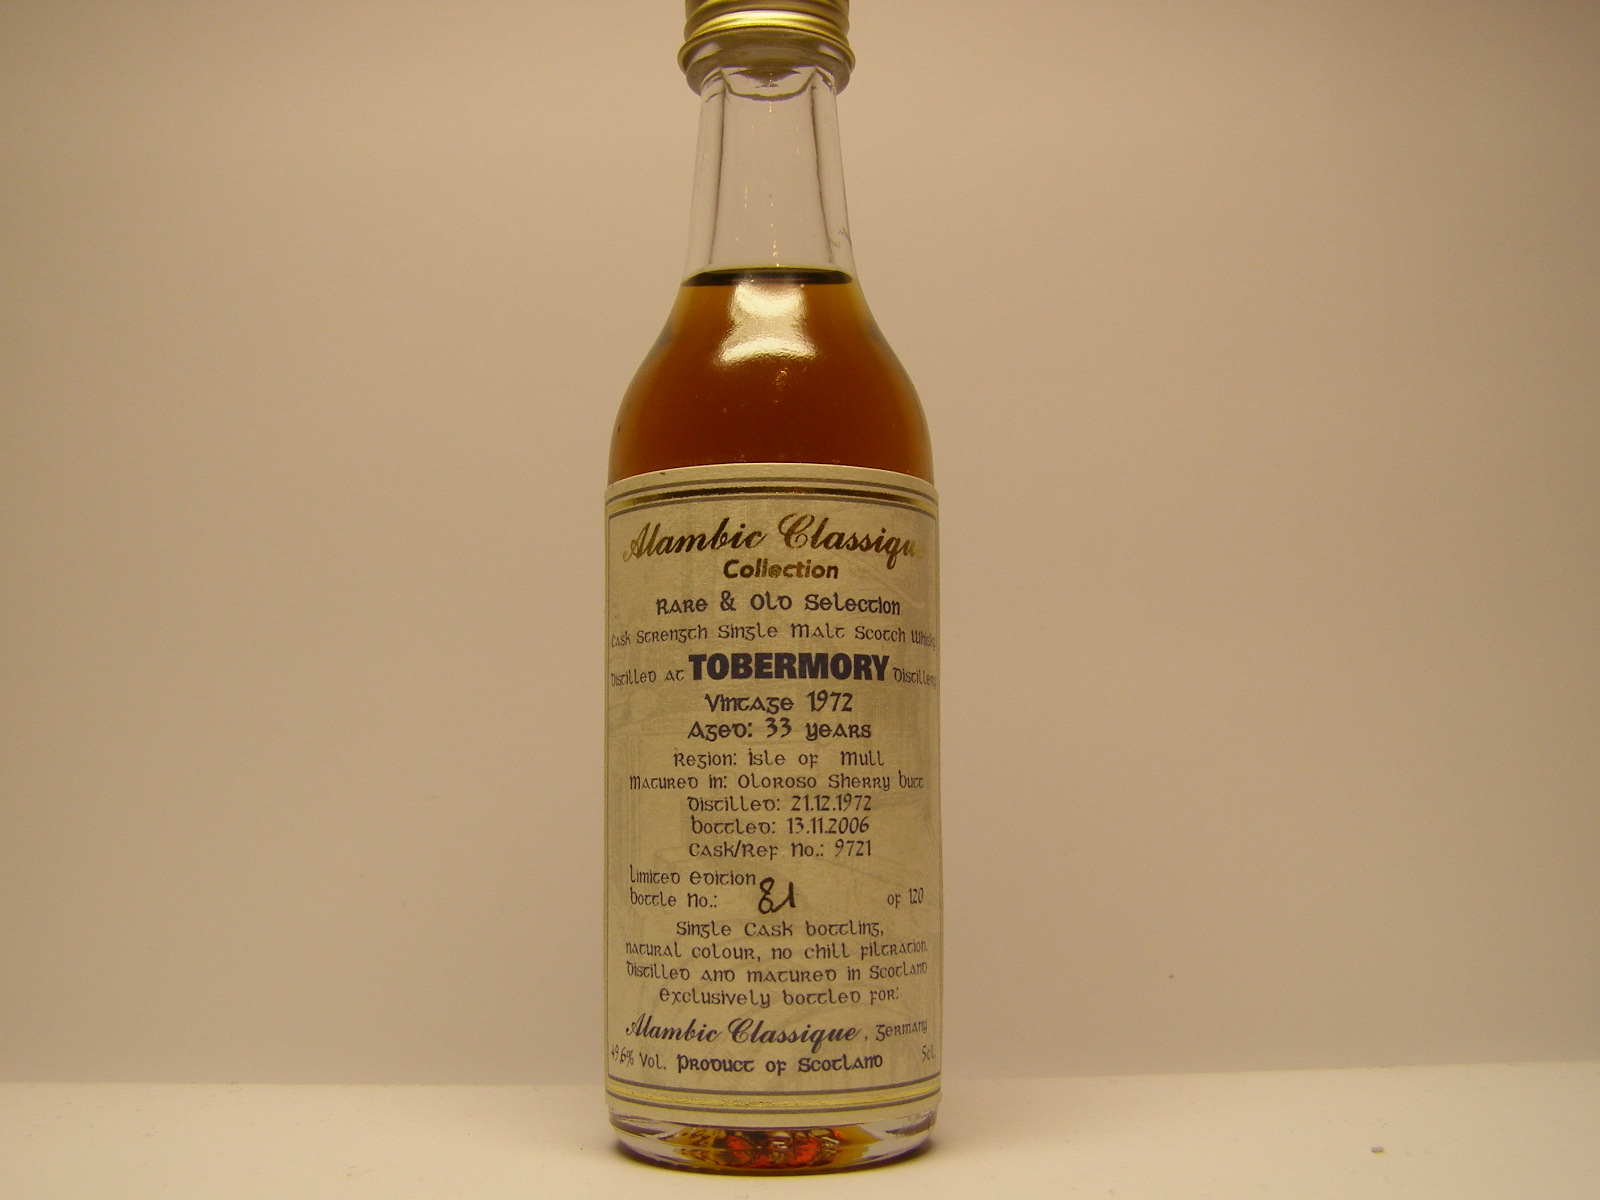 Alambic Classique
Collection
Rare & Old Selection
Cask Strength Single Malt Scotch Whisky
Distilled at TOBERMORY Distillery
Vintage 1972
Aged: 33 years
Region: Isle of Mull
Matured in: Oloroso Sherry butt
Distilled: 21.12.1972
bottled: 13.11.2006
Cask/Ref No.: 9721
limited edition
bottle no.: 81 of 120
Single Cask bottling,
natural colour, no chill filtration.
Distilled and matured in Scotland
exclusively bottled for:
Alambic Classique, Germany
49,6% Vol. Product of Scotland 5cl.